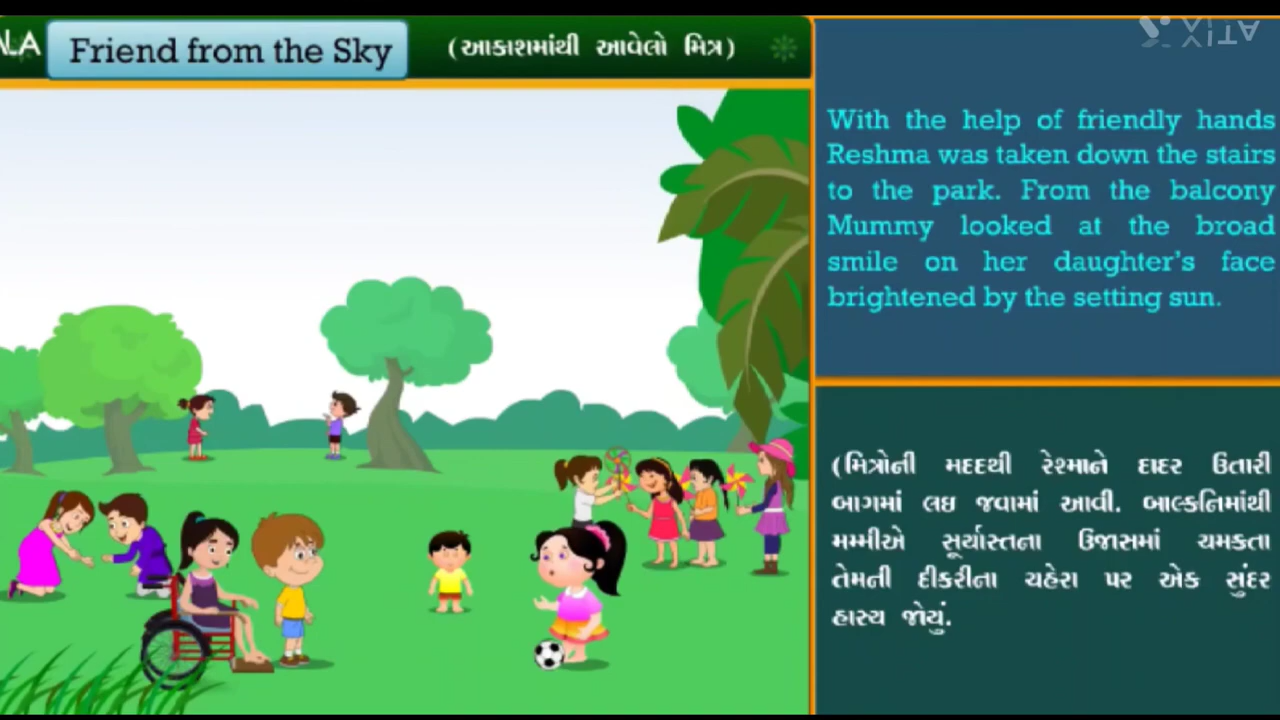 Friend from the Sky
(આકાશમાંથી આવેલો મિત્ર)
With the help of friendly hands
Reshma was taken down the stairs
to the park. From the balcony
Mummy looked at the broad
smile on her daughter's face
brightened by the setting sun.
(મિત્રોની મદદથી રેશ્માને દાદર ઉતારી
બાગમાં લઇ જવામાં આવી. બાલ્કનિમાંથી
મમ્મીએ સૂર્યાસ્તના ઉજાસમાં ચમકતા
તેમની દીકરીના ચહેરા પર એક સુંદર
હાસ્ય જોયું.